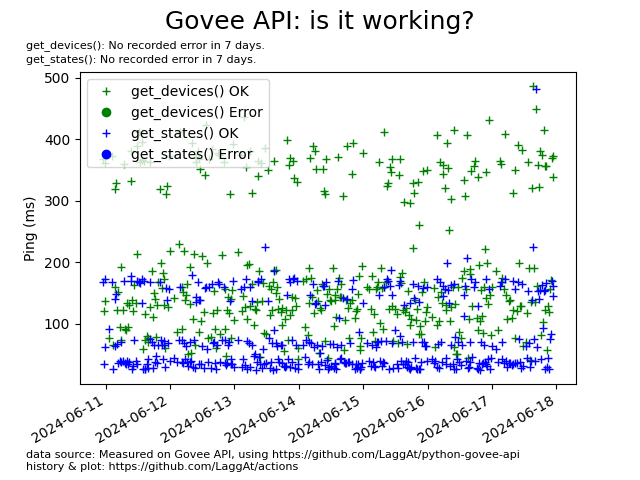 Govee API: is it working?
get_devices(): No recorded error in 7 days.
get_states(): No recorded error in 7 days.
500
400
300
200
100
Ping (ms)
get_devices() OK
get_devices() Error
get_states() OK
get_states() Error
2024-06-11
2024-06-12
2024-06-13
2024-06-14
2024-06-15
2024-06-16
2024-06-17
2024-06-18
data source: Measured on Govee API, using https://github.com/LaggAt/python-govee-api
history & plot: https://github.com/LaggAt/actions